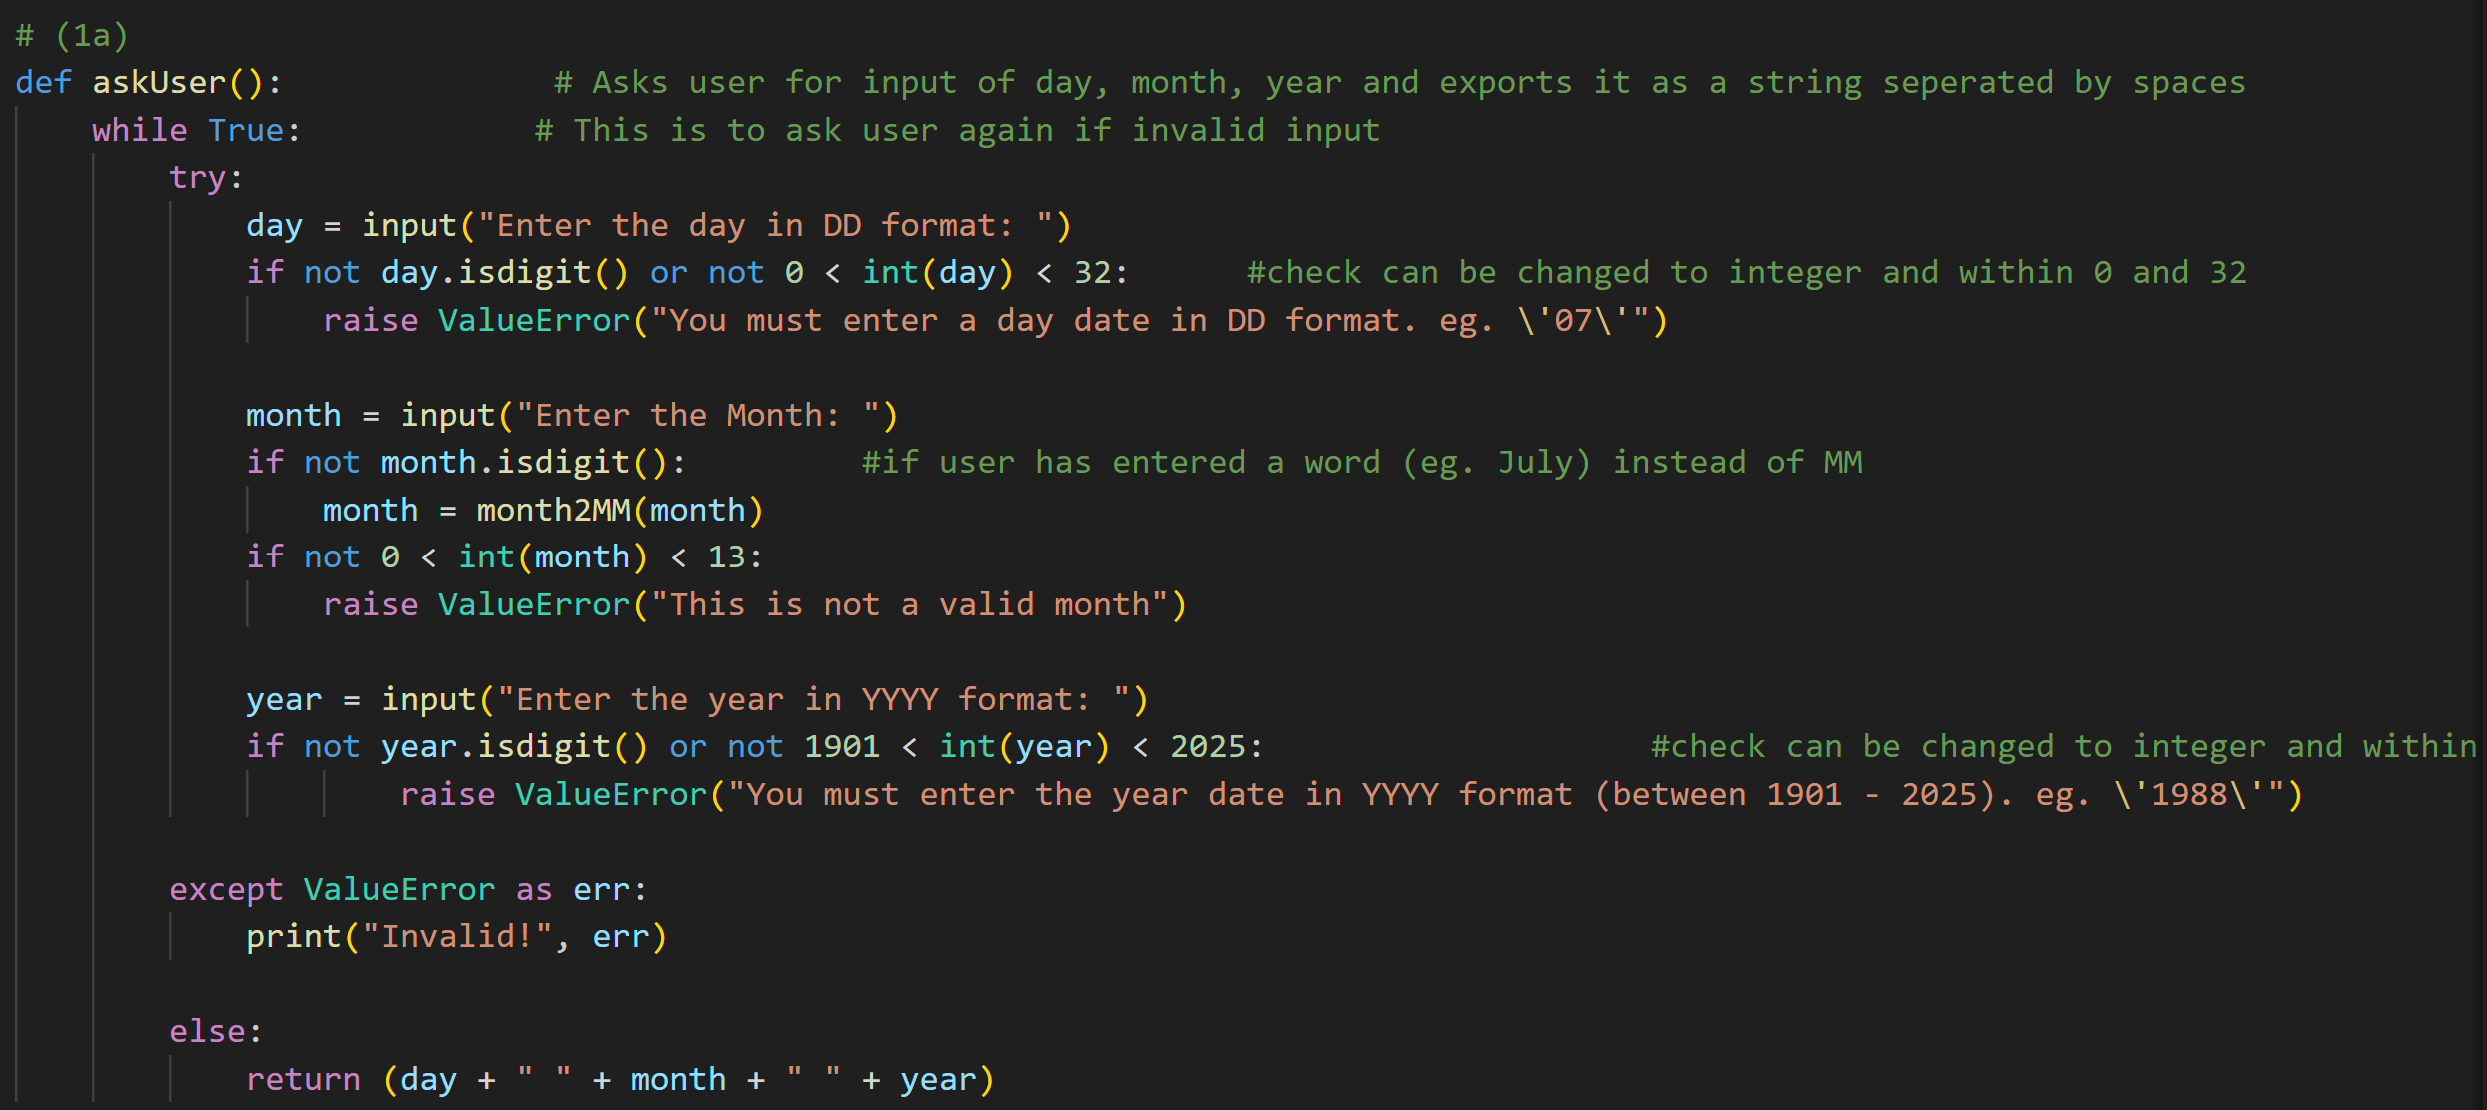 # (1a)
def askUser():              # Asks user for input of day, month, year and exports it as a string seperated by spaces
    while True:            # This is to ask user again if invalid input
        try:
            day = input("Enter the day in DD format: ")
            if not day.isdigit() or not 0 < int(day) < 32:      #check can be changed to integer and within 0 and 32
                raise ValueError("You must enter a day date in DD format. eg. \'07\'")

            month = input("Enter the Month: ")
            if not month.isdigit():         #if user has entered a word (eg. July) instead of MM
                month = month2MM(month)
            if not 0 < int(month) < 13:
                raise ValueError("This is not a valid month")

            year = input("Enter the year in YYYY format: ")
            if not year.isdigit() or not 1901 < int(year) < 2025:                    #check can be changed to integer and within
                    raise ValueError("You must enter the year date in YYYY format (between 1901 - 2025). eg. \'1988\'")

        except ValueError as err:
            print("Invalid!", err)

        else:
            return (day + " " + month + " " + year)